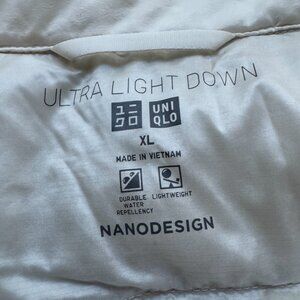 ULTRA LIGHT DOWN
ユニ UNI
クロ QLO
XL
MADE IN VIETNAM
DURABLE LIGHTWEIGHT
WATER
REPELLENCY
NANODESIGN